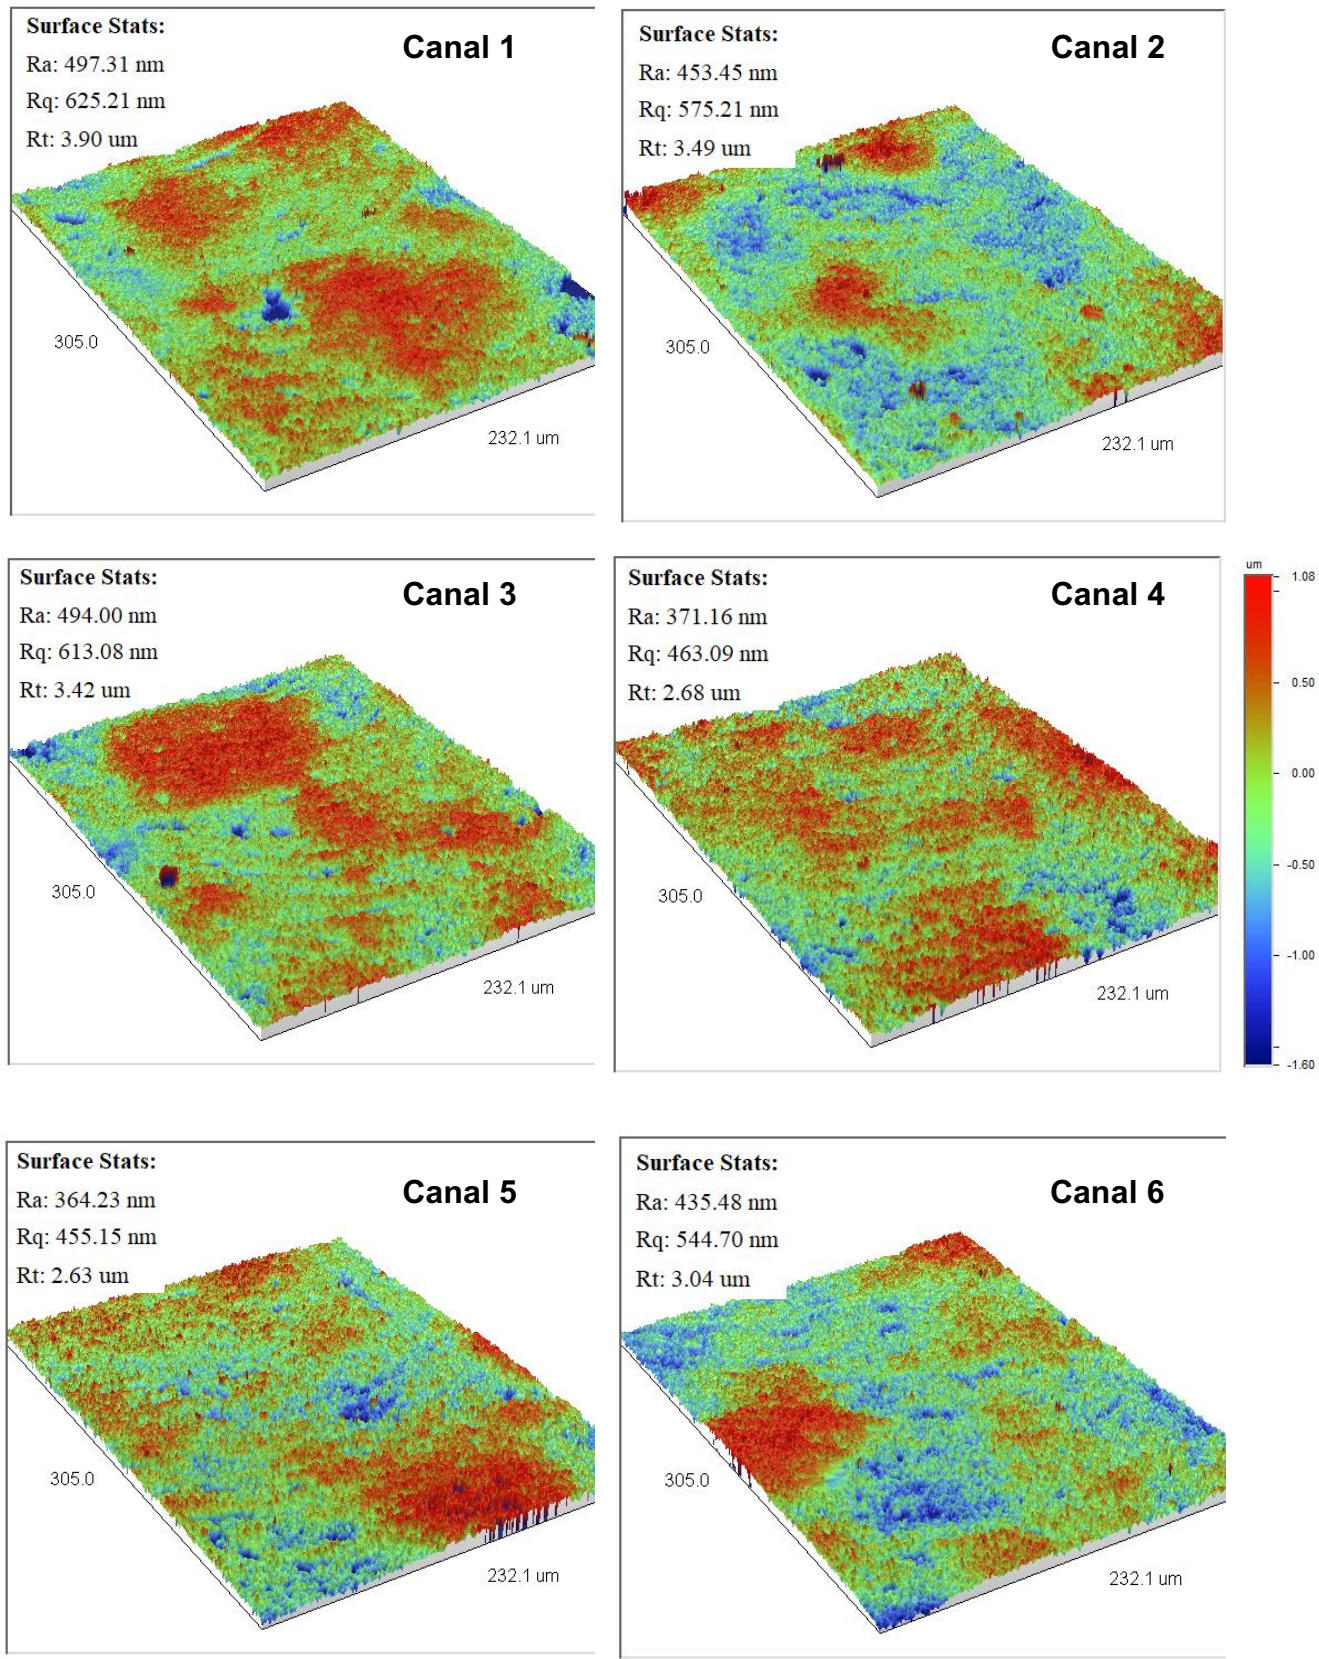 Surface Stats:
Canal 1
Ra: 497.31 nm
Rq: 625.21 nm
Rt: 3.90 um
305.0
232.1 um
Surface Stats:
Canal 2
Ra: 453.45 nm
Rq: 575.21 nm
Rt: 3.49 um
305.0
232.1 um
Surface Stats:
Canal 3
Ra: 494.00 nm
Rq: 613.08 nm
Rt: 3.42 um
305.0
232.1 um
Surface Stats:
Canal 4
Ra: 371.16 nm
Rq: 463.09 nm
Rt: 2.68 um
305.0
232.1 um
um
1.08
0.50
0.00
-0.50
-1.00
-1.60
Surface Stats:
Canal 5
Ra: 364.23 nm
Rq: 455.15 nm
Rt: 2.63 um
305.0
232.1 um
Surface Stats:
Canal 6
Ra: 435.48 nm
Rq: 544.70 nm
Rt: 3.04 um
305.0
232.1 um